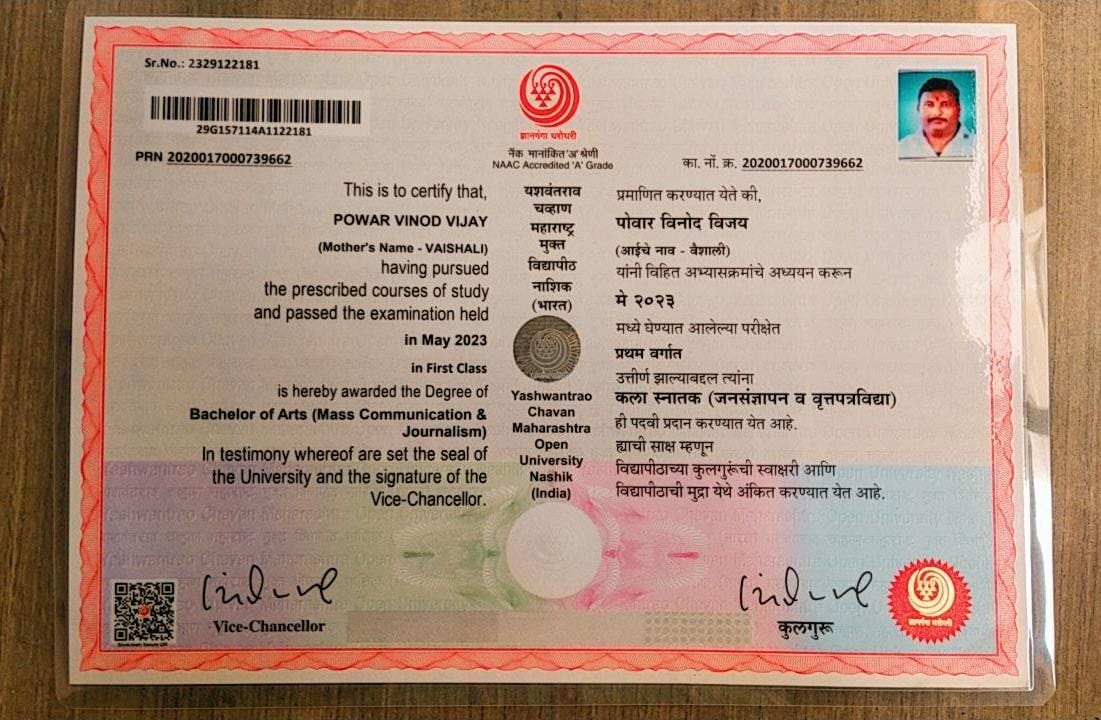 Sr.No.: 2329122181
29G157114A1122181
PRN 2020017000739662
ज्ञानगंगा घरोघरी
नॅक मानांकित 'अ' श्रेणी
NAAC Accredited 'A' Grade
का. नों. क्र. 2020017000739662
This is to certify that,
POWAR VINOD VIJAY
(Mother's Name - VAISHALI)
having pursued
the prescribed courses of study
and passed the examination held
in May 2023
in First Class
is hereby awarded the Degree of
Bachelor of Arts (Mass Communication &
Journalism)
In testimony whereof are set the seal of
the University and the signature of the
Vice-Chancellor.
यशवंतराव
चव्हाण
महाराष्ट्र
मुक्त
विद्यापीठ
नाशिक
(भारत)
Yashwantrao
Chavan
Maharashtra
Open
University
Nashik
(India)
प्रमाणित करण्यात येते की,
पोवार विनोद विजय
(आईचे नाव - वैशाली)
यांनी विहित अभ्यासक्रमांचे अध्ययन करून
मे २०२३
मध्ये घेण्यात आलेल्या परीक्षेत
प्रथम वर्गात
उत्तीर्ण झाल्याबद्दल त्यांना
कला स्नातक (जनसंज्ञापन व वृत्तपत्रविद्या)
ही पदवी प्रदान करण्यात येत आहे.
ह्याची साक्ष म्हणून
विद्यापीठाच्या कुलगुरूंची स्वाक्षरी आणि
विद्यापीठाची मुद्रा येथे अंकित करण्यात येत आहे.
Vice-Chancellor
कुलगुरू
ज्ञानगंगा घरोघरी